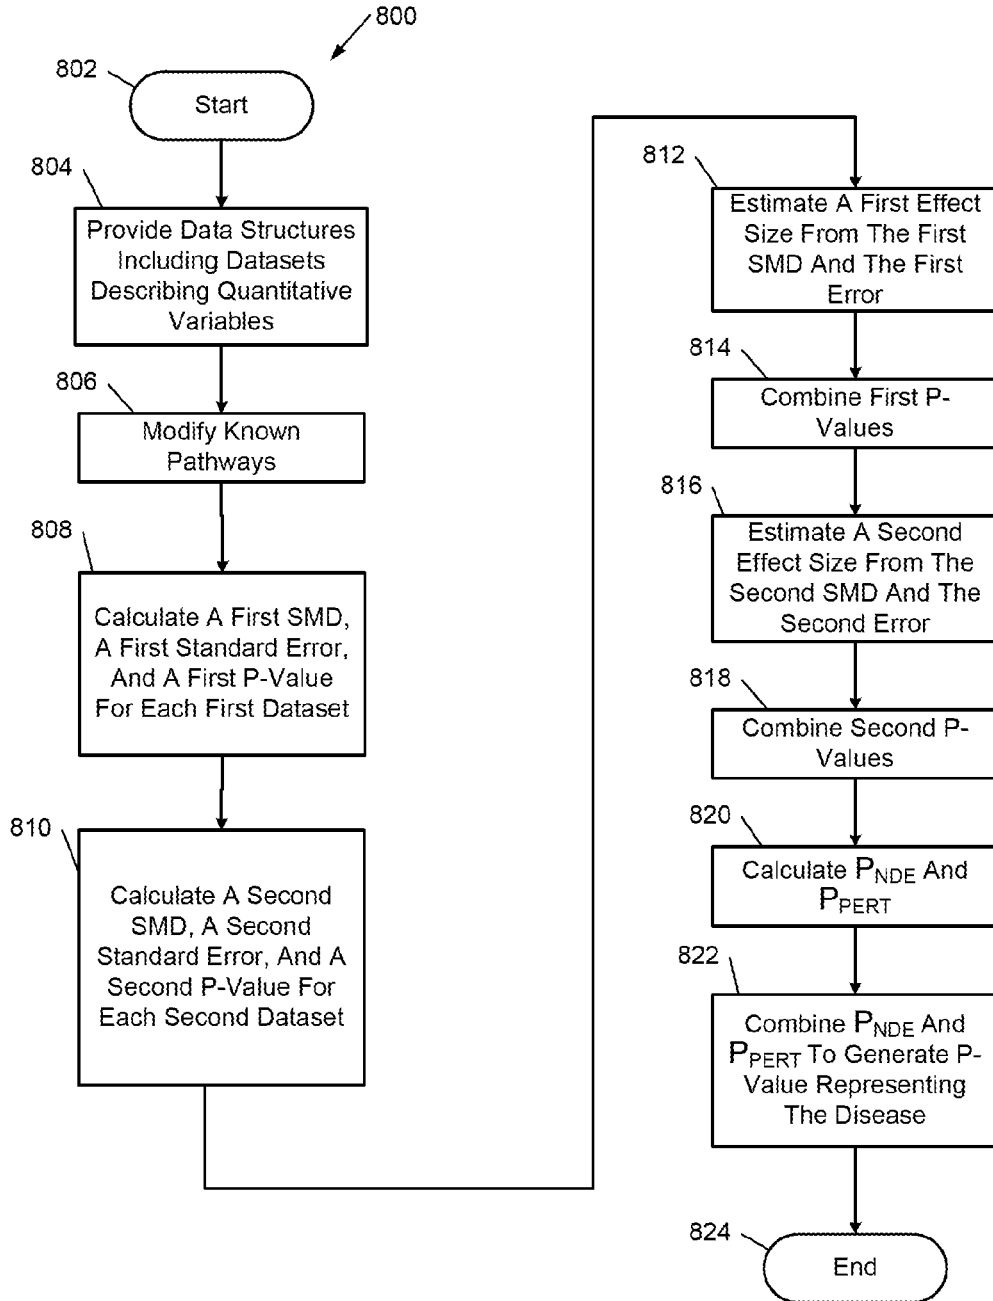 800
802
Start
804
Provide Data Structures
Including Datasets
Describing Quantitative
Variables
806
Modify Known
Pathways
808
Calculate A First SMD,
A First Standard Error,
And A First P-Value
For Each First Dataset
810
Calculate A Second
SMD, A Second
Standard Error, And A
Second P-Value For
Each Second Dataset
812
Estimate A First Effect
Size From The First
SMD And The First
Error
814
Combine First P-
Values
816
Estimate A Second
Effect Size From The
Second SMD And The
Second Error
818
Combine Second P-
Values
820
Calculate PNDE And
PPERT
822
Combine PNDE And
PPERT To Generate P-
Value Representing
The Disease
824
End